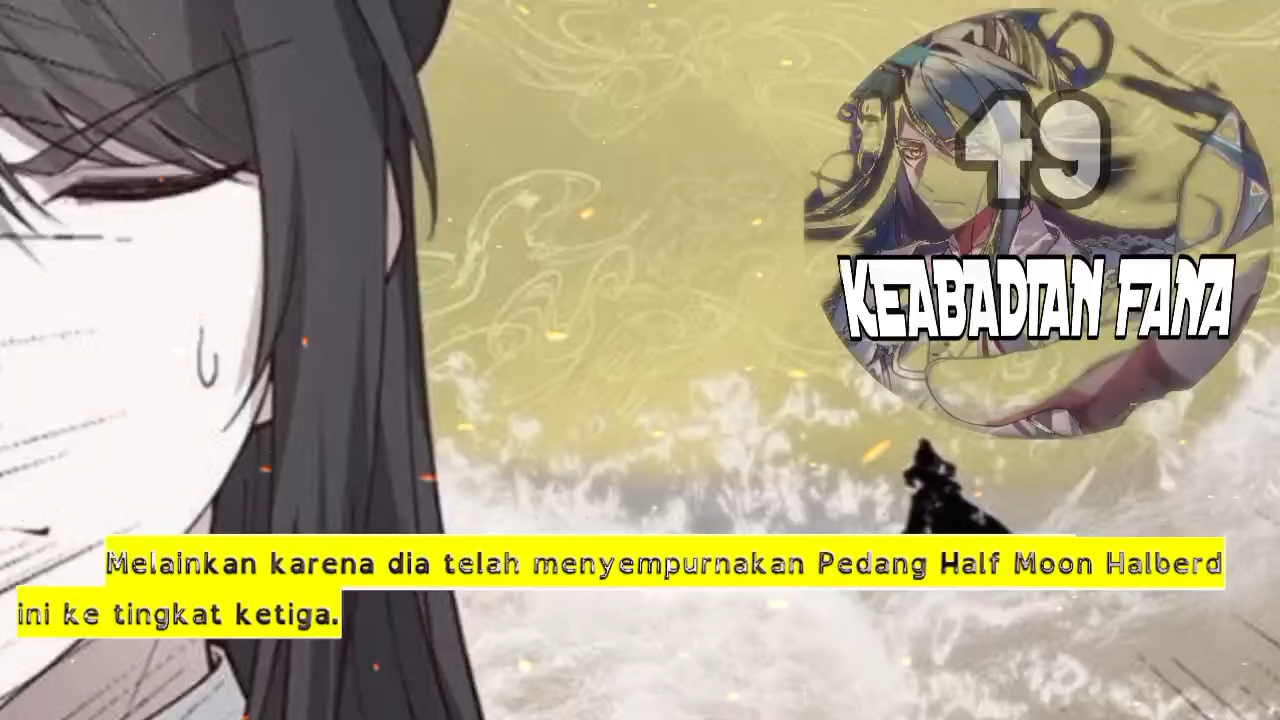 49
KEABADIAN FANA
Melainkan karena dia telah menyempurnakan Pedang Half Moon Halberd
ini ke tingkat ketiga.